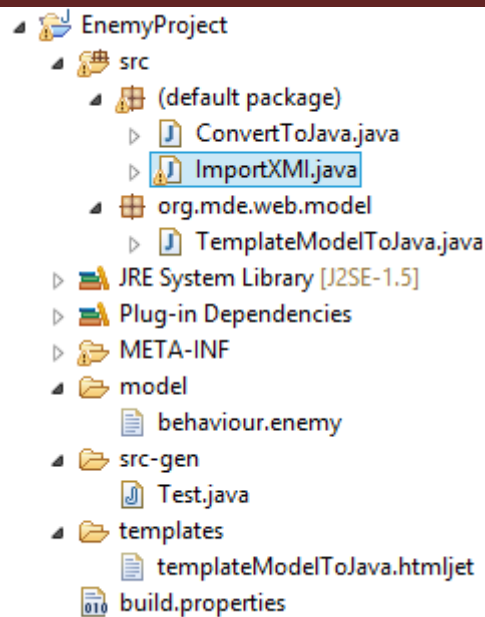 EnemyProject
src
(default package)
ConvertToJava.java
ImportXMI.java
org.mde.web.model
TemplateModelToJava.java
JRE System Library [J2SE-1.5]
Plug-in Dependencies
META-INF
model
behaviour.enemy
src-gen
Test.java
templates
templateModelToJava.htmljet
build.properties